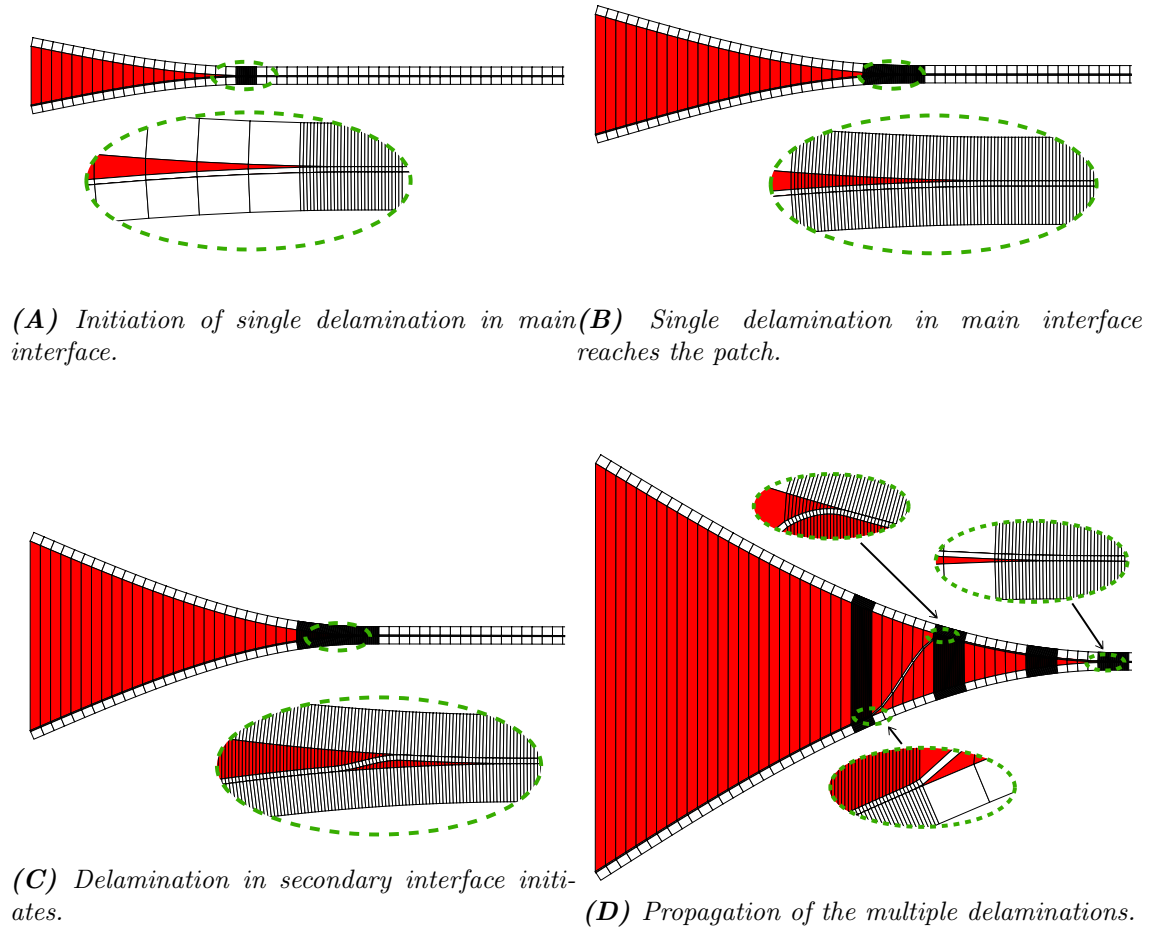 (A) Initiation of single delamination in main
interface.
(B) Single delamination in main interface
reaches the patch.
(C) Delamination in secondary interface initi-
ates.
(D) Propagation of the multiple delaminations.